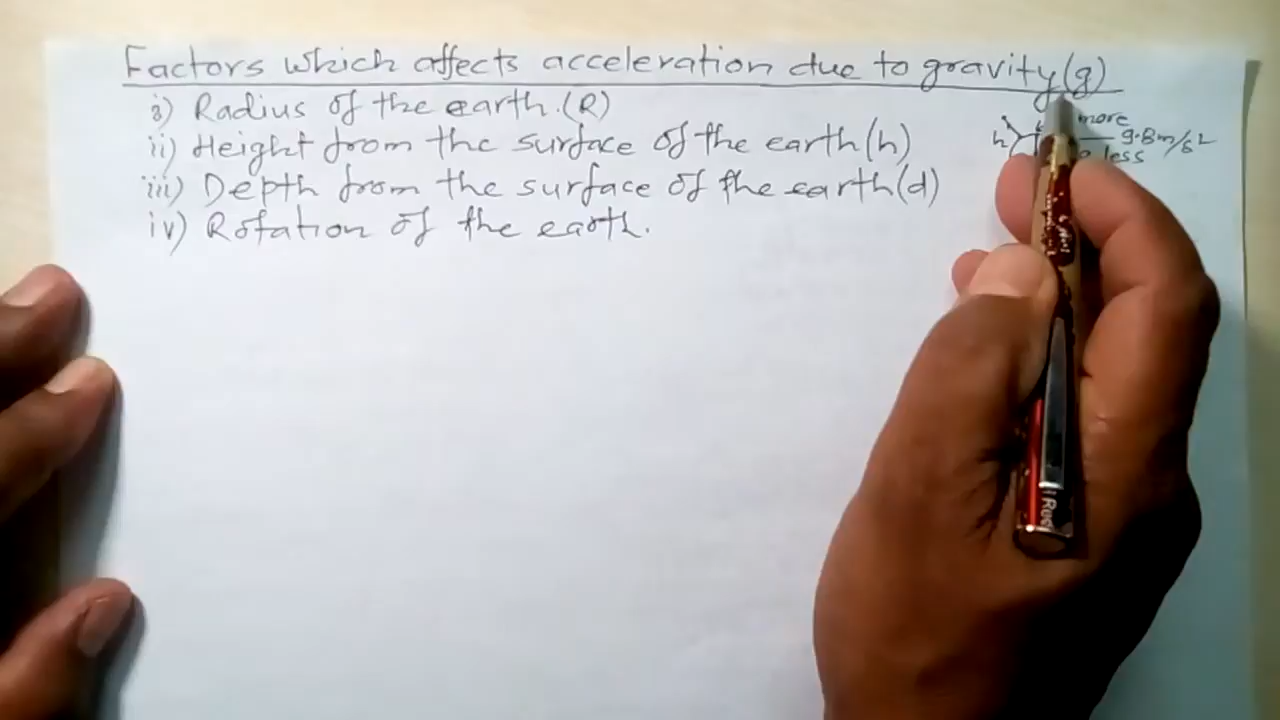 Factors which affects acceleration due to gravity(g)
i) Radius of the earth.(R)
ii) Height from the surface of the earth(h)
iii) Depth from the surface of the earth(d)
iv) Rotation of the earth.
h more
9.8m/s2
less